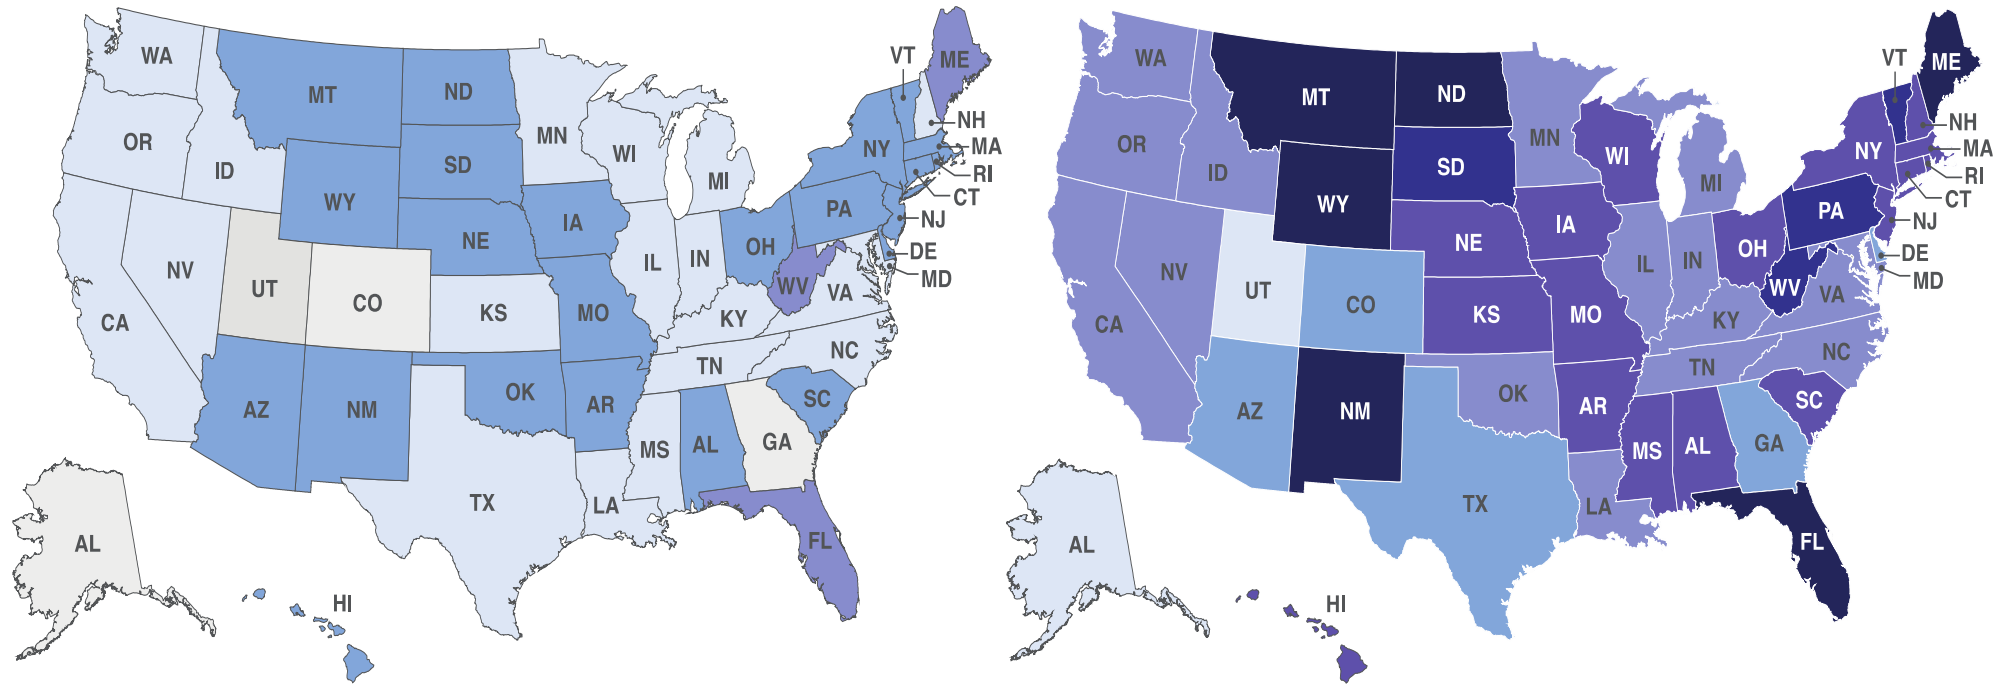 WA
MT
ND
MN
VT
ME
OR
ID
WY
SD
WI
MI
NY
NH
MA
RI
CT
NJ
DE
MD
NV
UT
CO
NE
IA
IL
IN
OH
PA
WV
VA
CA
KS
MO
KY
NC
TN
AZ
NM
OK
AR
SC
MS
AL
GA
TX
LA
FL
AL
HI
WA
MT
ND
MN
VT
ME
OR
ID
WY
SD
WI
MI
NY
NH
MA
RI
CT
NJ
DE
MD
NV
UT
CO
NE
IA
IL
IN
OH
PA
WV
VA
CA
KS
MO
KY
NC
TN
AZ
NM
OK
AR
SC
MS
AL
GA
TX
LA
FL
AL
HI